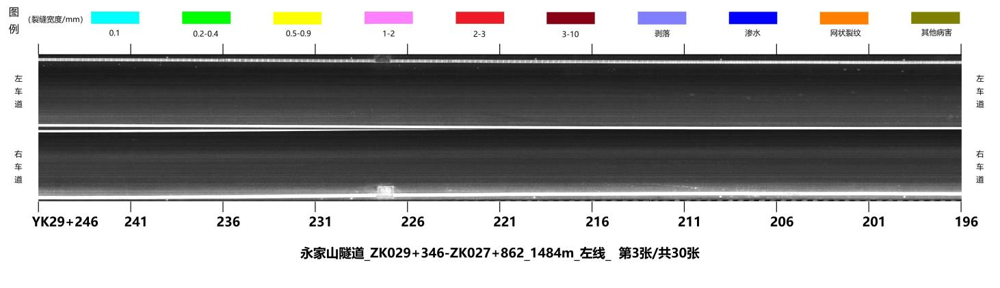 图例
(裂缝宽度/mm)
0.1 0.2-0.4 0.5-0.9 1-2 2-3 3-10 剥落 渗水 网状裂纹 其他病害
左车道
左车道
右车道
右车道
YK29+246 241 236 231 226 221 216 211 206 201 196
永家山隧道_ZK029+346-ZK027+862_1484m_左线_ 第3张/共30张